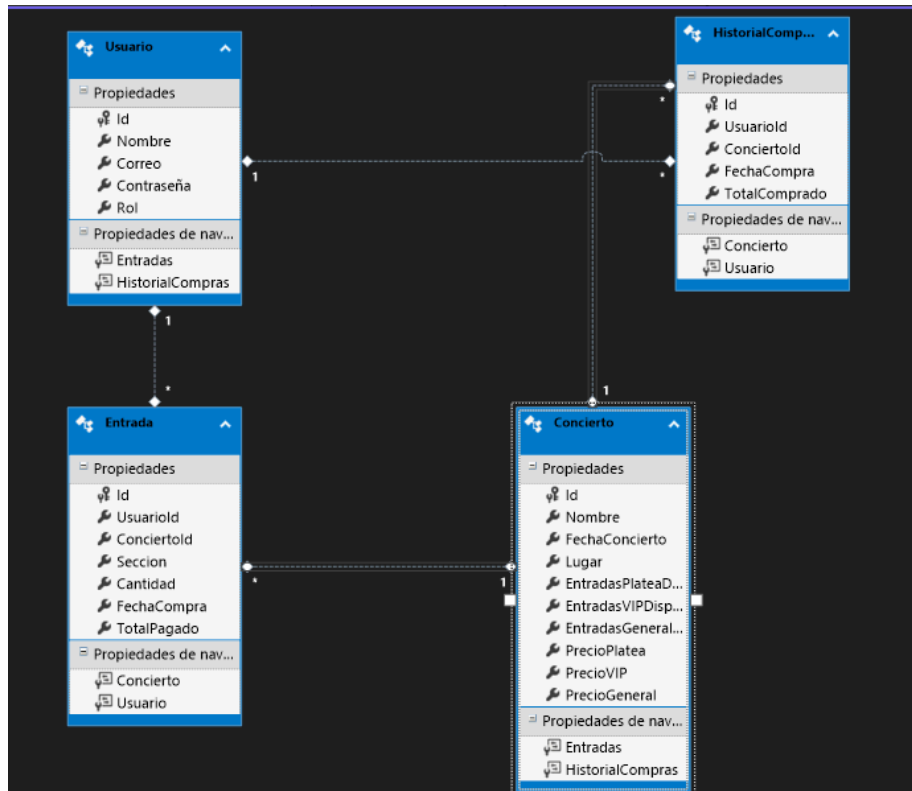 Usuario
Propiedades
Id
Nombre
Correo
Contraseña
Rol
Propiedades de nav...
Entradas
HistorialCompras
HistorialComp...
Propiedades
Id
UsuarioId
ConciertoId
FechaCompra
TotalComprado
Propiedades de nav...
Concierto
Usuario
*
1
*
1
1
*
Entrada
Propiedades
Id
UsuarioId
ConciertoId
Seccion
Cantidad
FechaCompra
TotalPagado
Propiedades de nav...
Concierto
Usuario
*
1
Concierto
Propiedades
Id
Nombre
FechaConcierto
Lugar
EntradasPlateaD...
EntradasVIPDisp...
EntradasGeneral...
PrecioPlatea
PrecioVIP
PrecioGeneral
Propiedades de nav...
Entradas
HistorialCompras